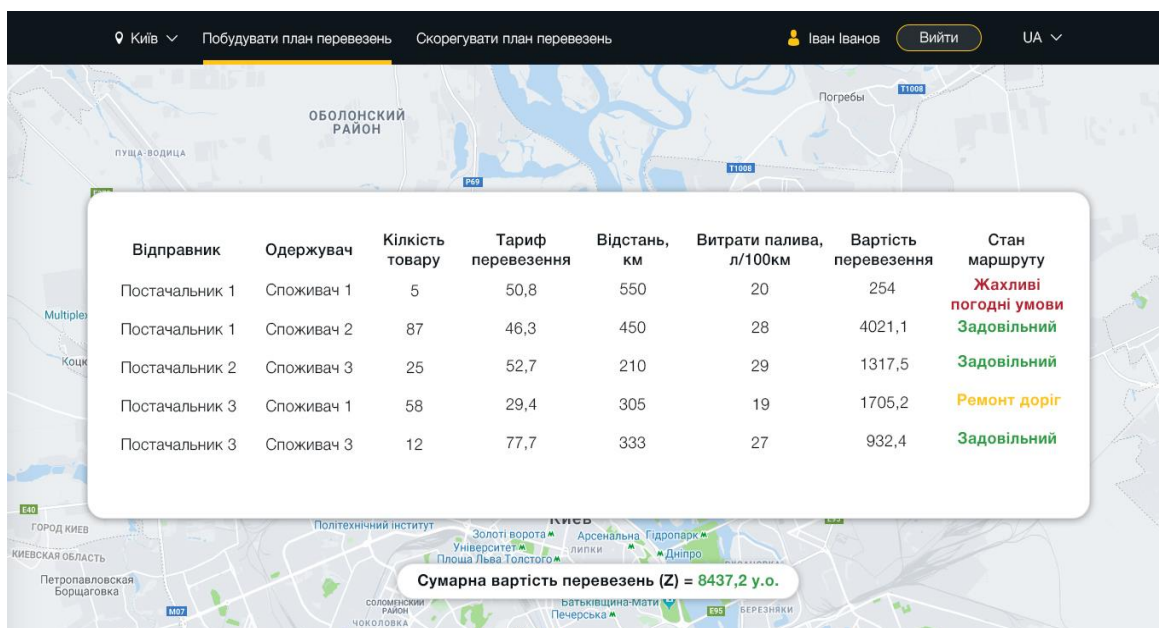 Київ Побудувати план перевезень Скорегувати план перевезень Іван Іванов Вийти UA
Погребы T1008
ОБОЛОНСКИЙ
РАЙОН
ПУЩА-ВОДИЦА
T1008
P69
Відправник Одержувач Кілкість товару Тариф перевезення Відстань, км Витрати палива, л/100км Вартість перевезення Стан маршруту
Постачальник 1 Споживач 1 5 50,8 550 20 254 Жахливі погодні умови
Multiplex
Постачальник 1 Споживач 2 87 46,3 450 28 4021,1 Задовільний
Коцю
Постачальник 2 Споживач 3 25 52,7 210 29 1317,5 Задовільний
Постачальник 3 Споживач 1 58 29,4 305 19 1705,2 Ремонт доріг
Постачальник 3 Споживач 3 12 77,7 333 27 932,4 Задовільний
E40
ГОРОД КИЕВ
КИЕВСКАЯ ОБЛАСТЬ
Політехнічний інститут
Золоті ворота Арсенальна Гідропарк
Університет ЛИПКИ Дніпро
Площа Льва Толстого
Петропавловская
Борщаговка
Сумарна вартість перевезень (Z) = 8437,2 у.о.
M07
СОЛОМЕНСКИЙ
РАЙОН
ЧОКОЛОВКА
Батьківщина-Мати
Печерська
E95
БЕРЕЗНЯКИ